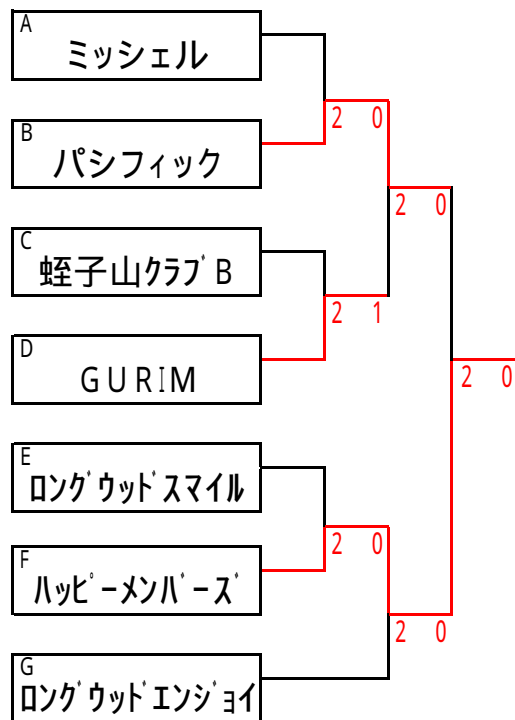 A
ミッシェル
2 0
B
パシフィック
2 0
C
蛭子山ｸﾗﾌﾞB
2 1
D
GURIM
2 0
E
ﾛﾝｸﾞｳｯﾄﾞｽﾏｲﾙ
2 0
F
ﾊｯﾋﾟｰﾒﾝﾊﾞｰｽﾞ
2 0
G
ﾛﾝｸﾞｳｯﾄﾞｴﾝｼﾞｮｲ